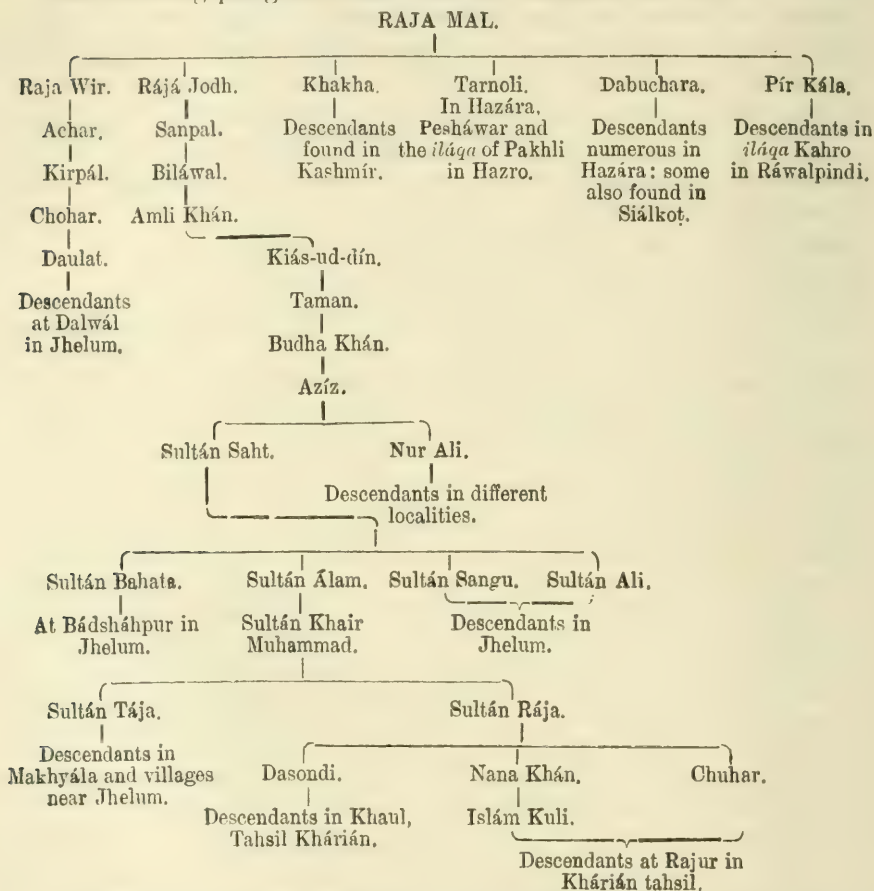 RAJA MAL.
Raja Wir. Rájá Jodh. Khakha. Tarnoli. Dabuchara. Pír Kála.
In Hazára,
Achar. Sanpal. Descendants Pesháwar and Descendants Descendants in
found in the iláqa of Pakhli numerous in iláqa Kahro
Kirpál. Biláwal. Kashmír. in Hazro. Hazára: some in Ráwalpindi.
also found in
Chohar. Amli Khán. Siálkoṭ.
Daulat. Kiás-ud-dín.
Descendants Taman.
at Dalwál
in Jhelum. Budha Khán.
Azíz.
Sultán Saht. Nur Ali.
Descendants in different
localities.
Sultán Bahata. Sultán Álam. Sultán Sangu. Sultán Ali.
At Bádsháhpur in Sultán Khair Descendants in
Jhelum. Muhammad. Jhelum.
Sultán Tája. Sultán Rája.
Descendants in
Makhyála and villages Dasondi. Nana Khán. Chuhar.
near Jhelum.
Descendants in Khaul, Islám Kuli.
Tahsil Khárián.
Descendants at Rajur in
Khárián tahsil.